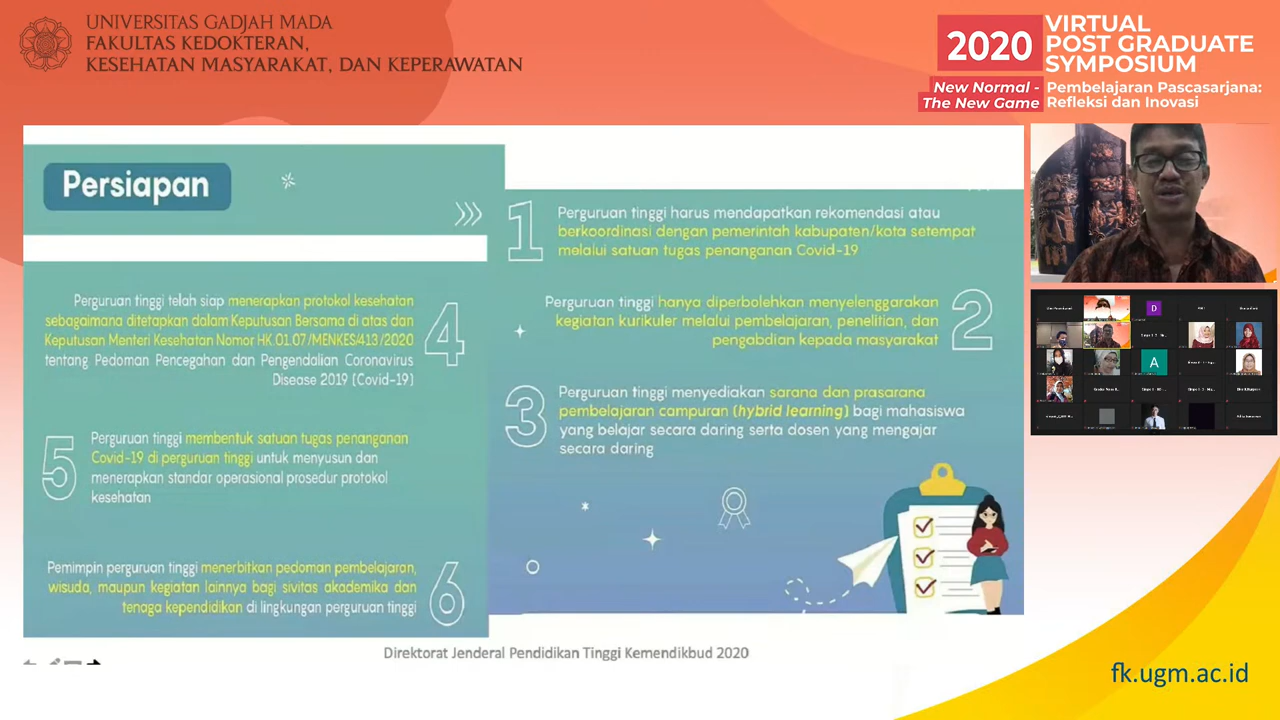 UNIVERSITAS GADJAH MADA
FAKULTAS KEDOKTERAN,
KESEHATAN MASYARAKAT, DAN KEPERAWATAN
2020
VIRTUAL
POST GRADUATE
SYMPOSIUM
New Normal -
The New Game
Pembelajaran Pascasarjana:
Refleksi dan Inovasi
Persiapan
1
Perguruan tinggi harus mendapatkan rekomendasi atau
berkoordinasi dengan pemerintah kabupaten/kota setempat
melalui satuan tugas penanganan Covid-19
Perguruan tinggi hanya diperbolehkan menyelenggarakan
kegiatan kurikuler melalui pembelajaran, penelitian, dan
pengabdian kepada masyarakat
2
3
Perguruan tinggi menyediakan sarana dan prasarana
pembelajaran campuran (hybrid learning) bagi mahasiswa
yang belajar secara daring serta dosen yang mengajar
secara daring
Perguruan tinggi telah siap menerapkan protokol kesehatan
sebagaimana ditetapkan dalam Keputusan Bersama di atas dan
Keputusan Menteri Kesehatan Nomor HK.01.07/MENKES/413/2020
tentang Pedoman Pencegahan dan Pengendalian Coronavirus
Disease 2019 (Covid-19)
4
5
Perguruan tinggi membentuk satuan tugas penanganan
Covid-19 di perguruan tinggi untuk menyusun dan
menerapkan standar operasional prosedur protokol
kesehatan
Pemimpin perguruan tinggi menerbitkan pedoman pembelajaran,
wisuda, maupun kegiatan lainnya bagi sivitas akademika dan
tenaga kependidikan di lingkungan perguruan tinggi
6
Direktorat Jenderal Pendidikan Tinggi Kemendikbud 2020
D
A
fk.ugm.ac.id